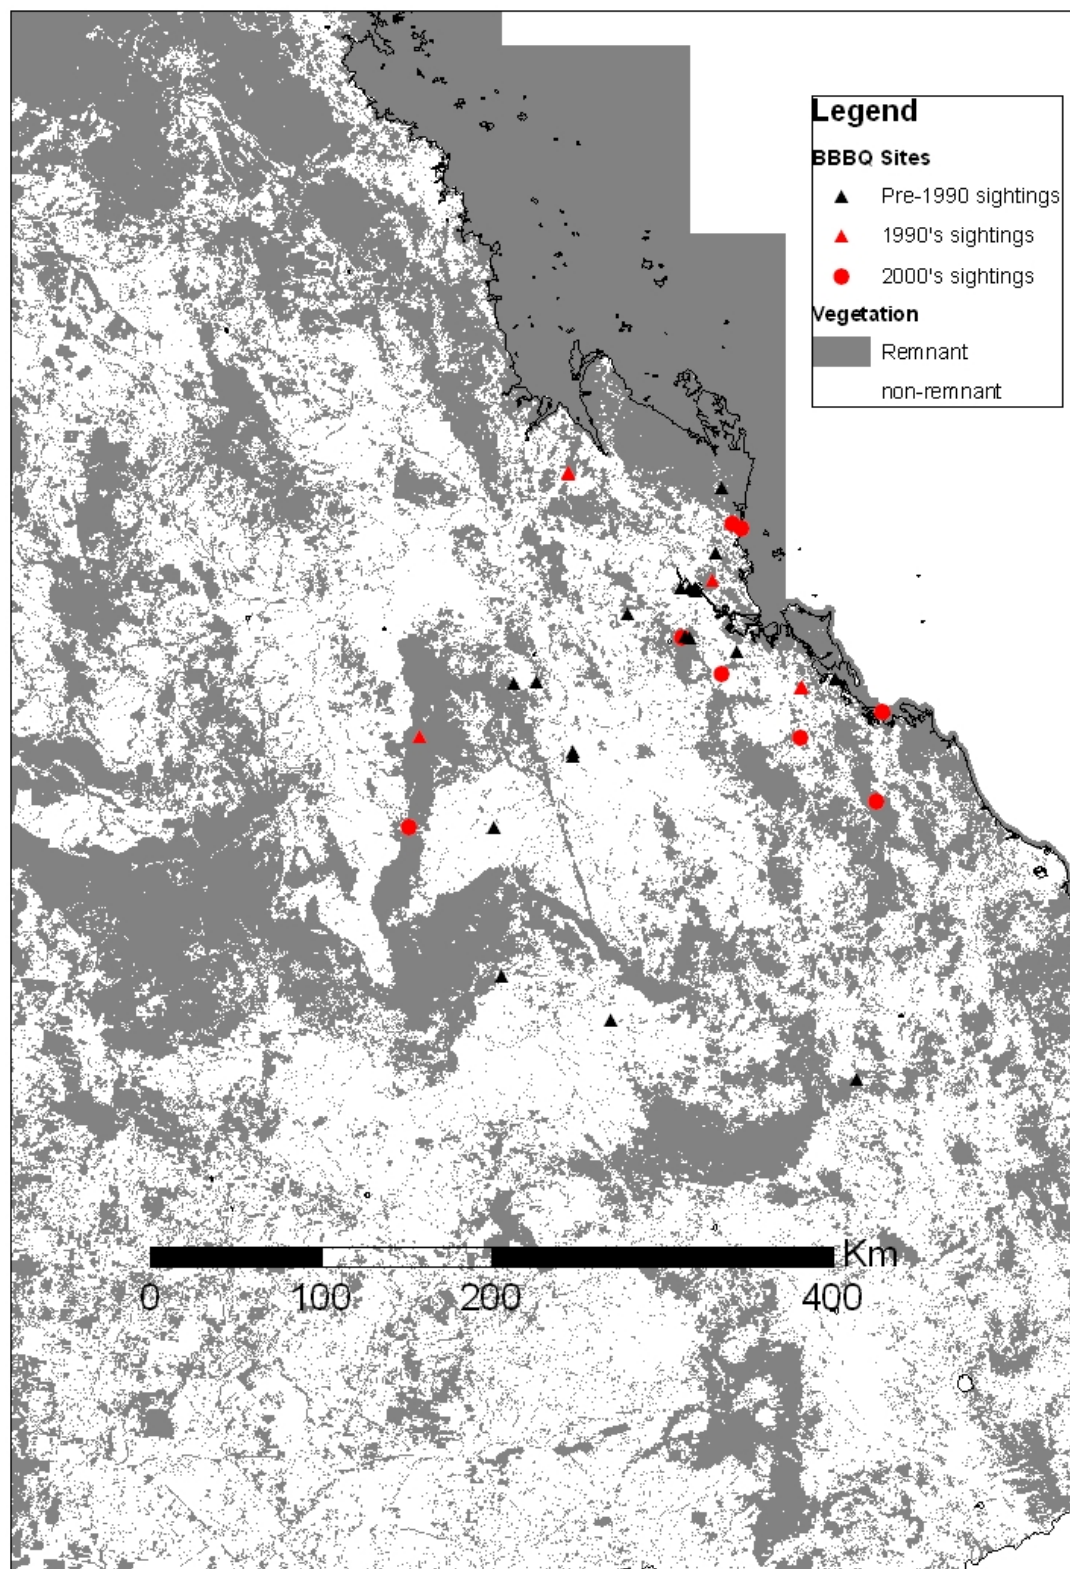 Legend
BBBQ Sites
Pre-1990 sightings
1990's sightings
2000's sightings
Vegetation
Remnant
non-remnant
Km
0 100 200 400